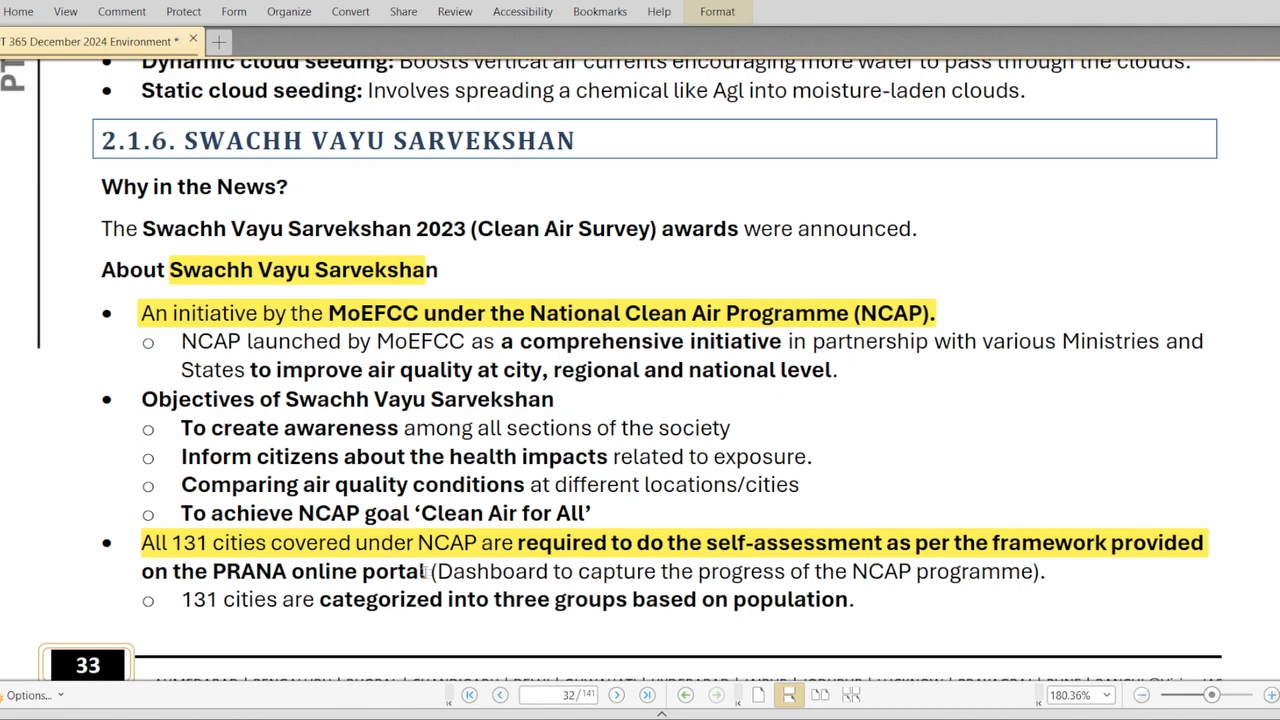 Home View Comment Protect Form Organize Convert Share Review Accessibility Bookmarks Help Format
T 365 December 2024 Environment *
PT
• Dynamic cloud seeding: Boosts vertical air currents encouraging more water to pass through the clouds.
• Static cloud seeding: Involves spreading a chemical like AgI into moisture-laden clouds.
2.1.6. SWACHH VAYU SARVEKSHAN
Why in the News?
The Swachh Vayu Sarvekshan 2023 (Clean Air Survey) awards were announced.
About Swachh Vayu Sarvekshan
• An initiative by the MoEFCC under the National Clean Air Programme (NCAP).
o NCAP launched by MoEFCC as a comprehensive initiative in partnership with various Ministries and
States to improve air quality at city, regional and national level.
• Objectives of Swachh Vayu Sarvekshan
o To create awareness among all sections of the society
o Inform citizens about the health impacts related to exposure.
o Comparing air quality conditions at different locations/cities
o To achieve NCAP goal ‘Clean Air for All’
• All 131 cities covered under NCAP are required to do the self-assessment as per the framework provided
on the PRANA online portal (Dashboard to capture the progress of the NCAP programme).
o 131 cities are categorized into three groups based on population.
33
Options...
32 /141
180.36%